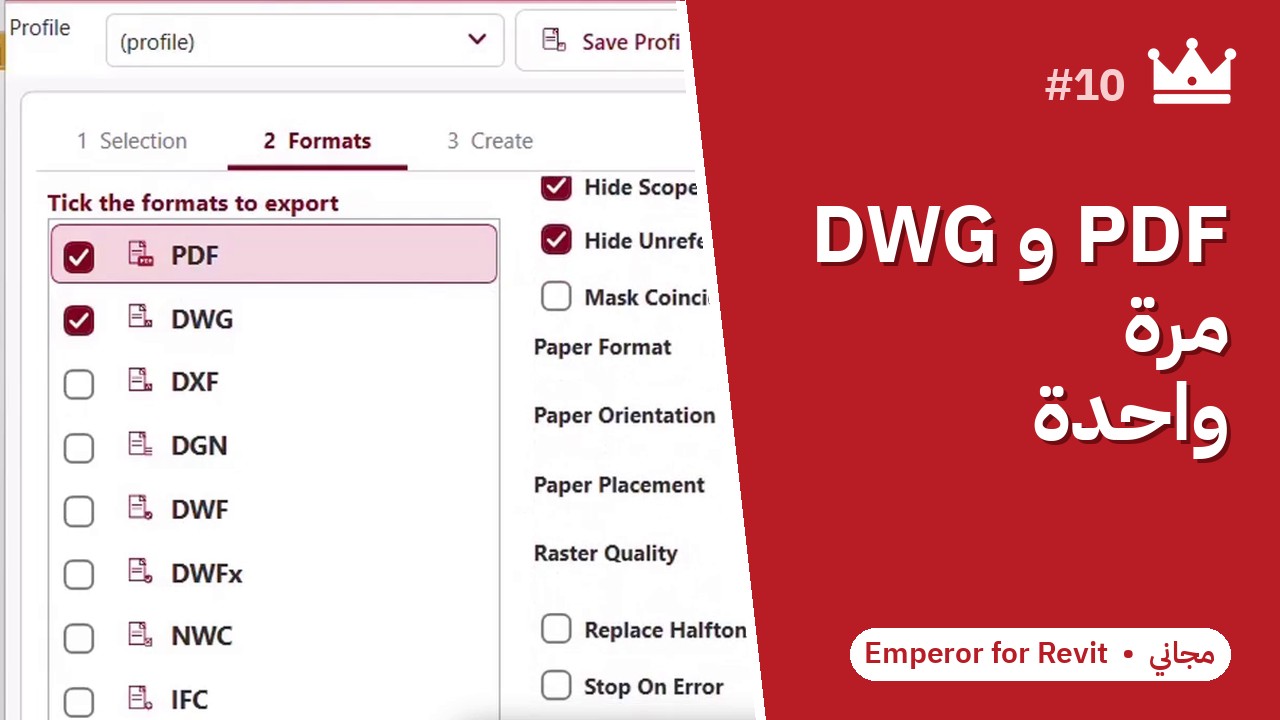 Profile
(profile)
Save Profi
1 Selection
2 Formats
3 Create
Tick the formats to export
PDF
DWG
DXF
DGN
DWF
DWFx
NWC
IFC
Hide Scope
Hide Unrefe
Mask Coinci
Paper Format
Paper Orientation
Paper Placement
Raster Quality
Replace Halfton
Stop On Error
#10
PDF و DWG
مرة
واحدة
مجاني • Emperor for Revit